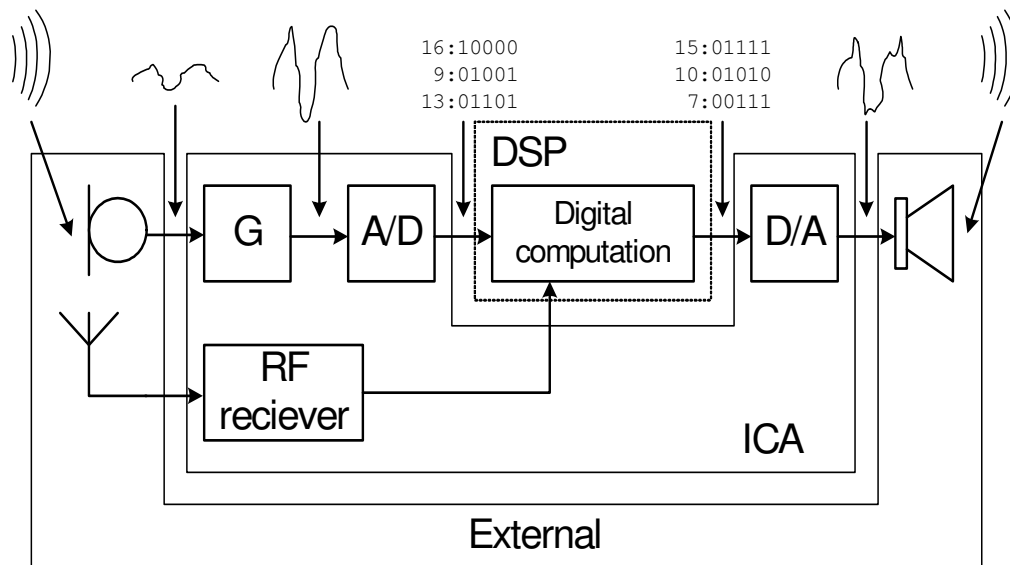 16:10000
9:01001
13:01101
15:01111
10:01010
7:00111
DSP
G
A/D
Digital
computation
D/A
RF
reciever
ICA
External